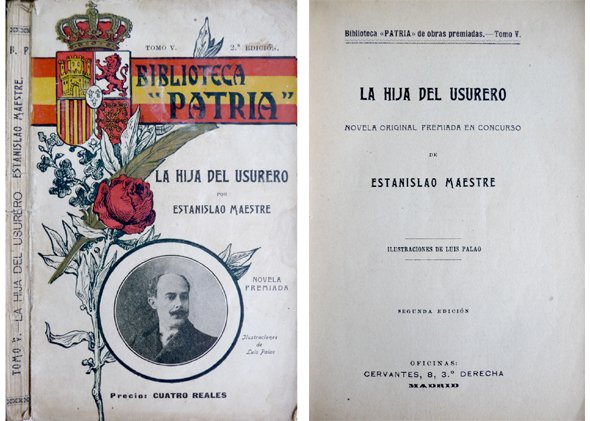 B. P.
ESTANISLAO MAESTRE.
LA HIJA DEL USURERO
TOMO V.
TOMO V. 2.ª EDICIÓN.
BIBLIOTECA
"PATRIA"
LA HIJA DEL USURERO
POR
ESTANISLAO MAESTRE
NOVELA
PREMIADA
Ilustraciones
de
Luis Palao
Precio: CUATRO REALES
Biblioteca «PATRIA» de obras premiadas.—Tomo V.
LA HIJA DEL USURERO
NOVELA ORIGINAL PREMIADA EN CONCURSO
DE
ESTANISLAO MAESTRE
ILUSTRACIONES DE LUIS PALAO
SEGUNDA EDICIÓN
OFICINAS:
CERVANTES, 8, 3.º DERECHA
MADRID